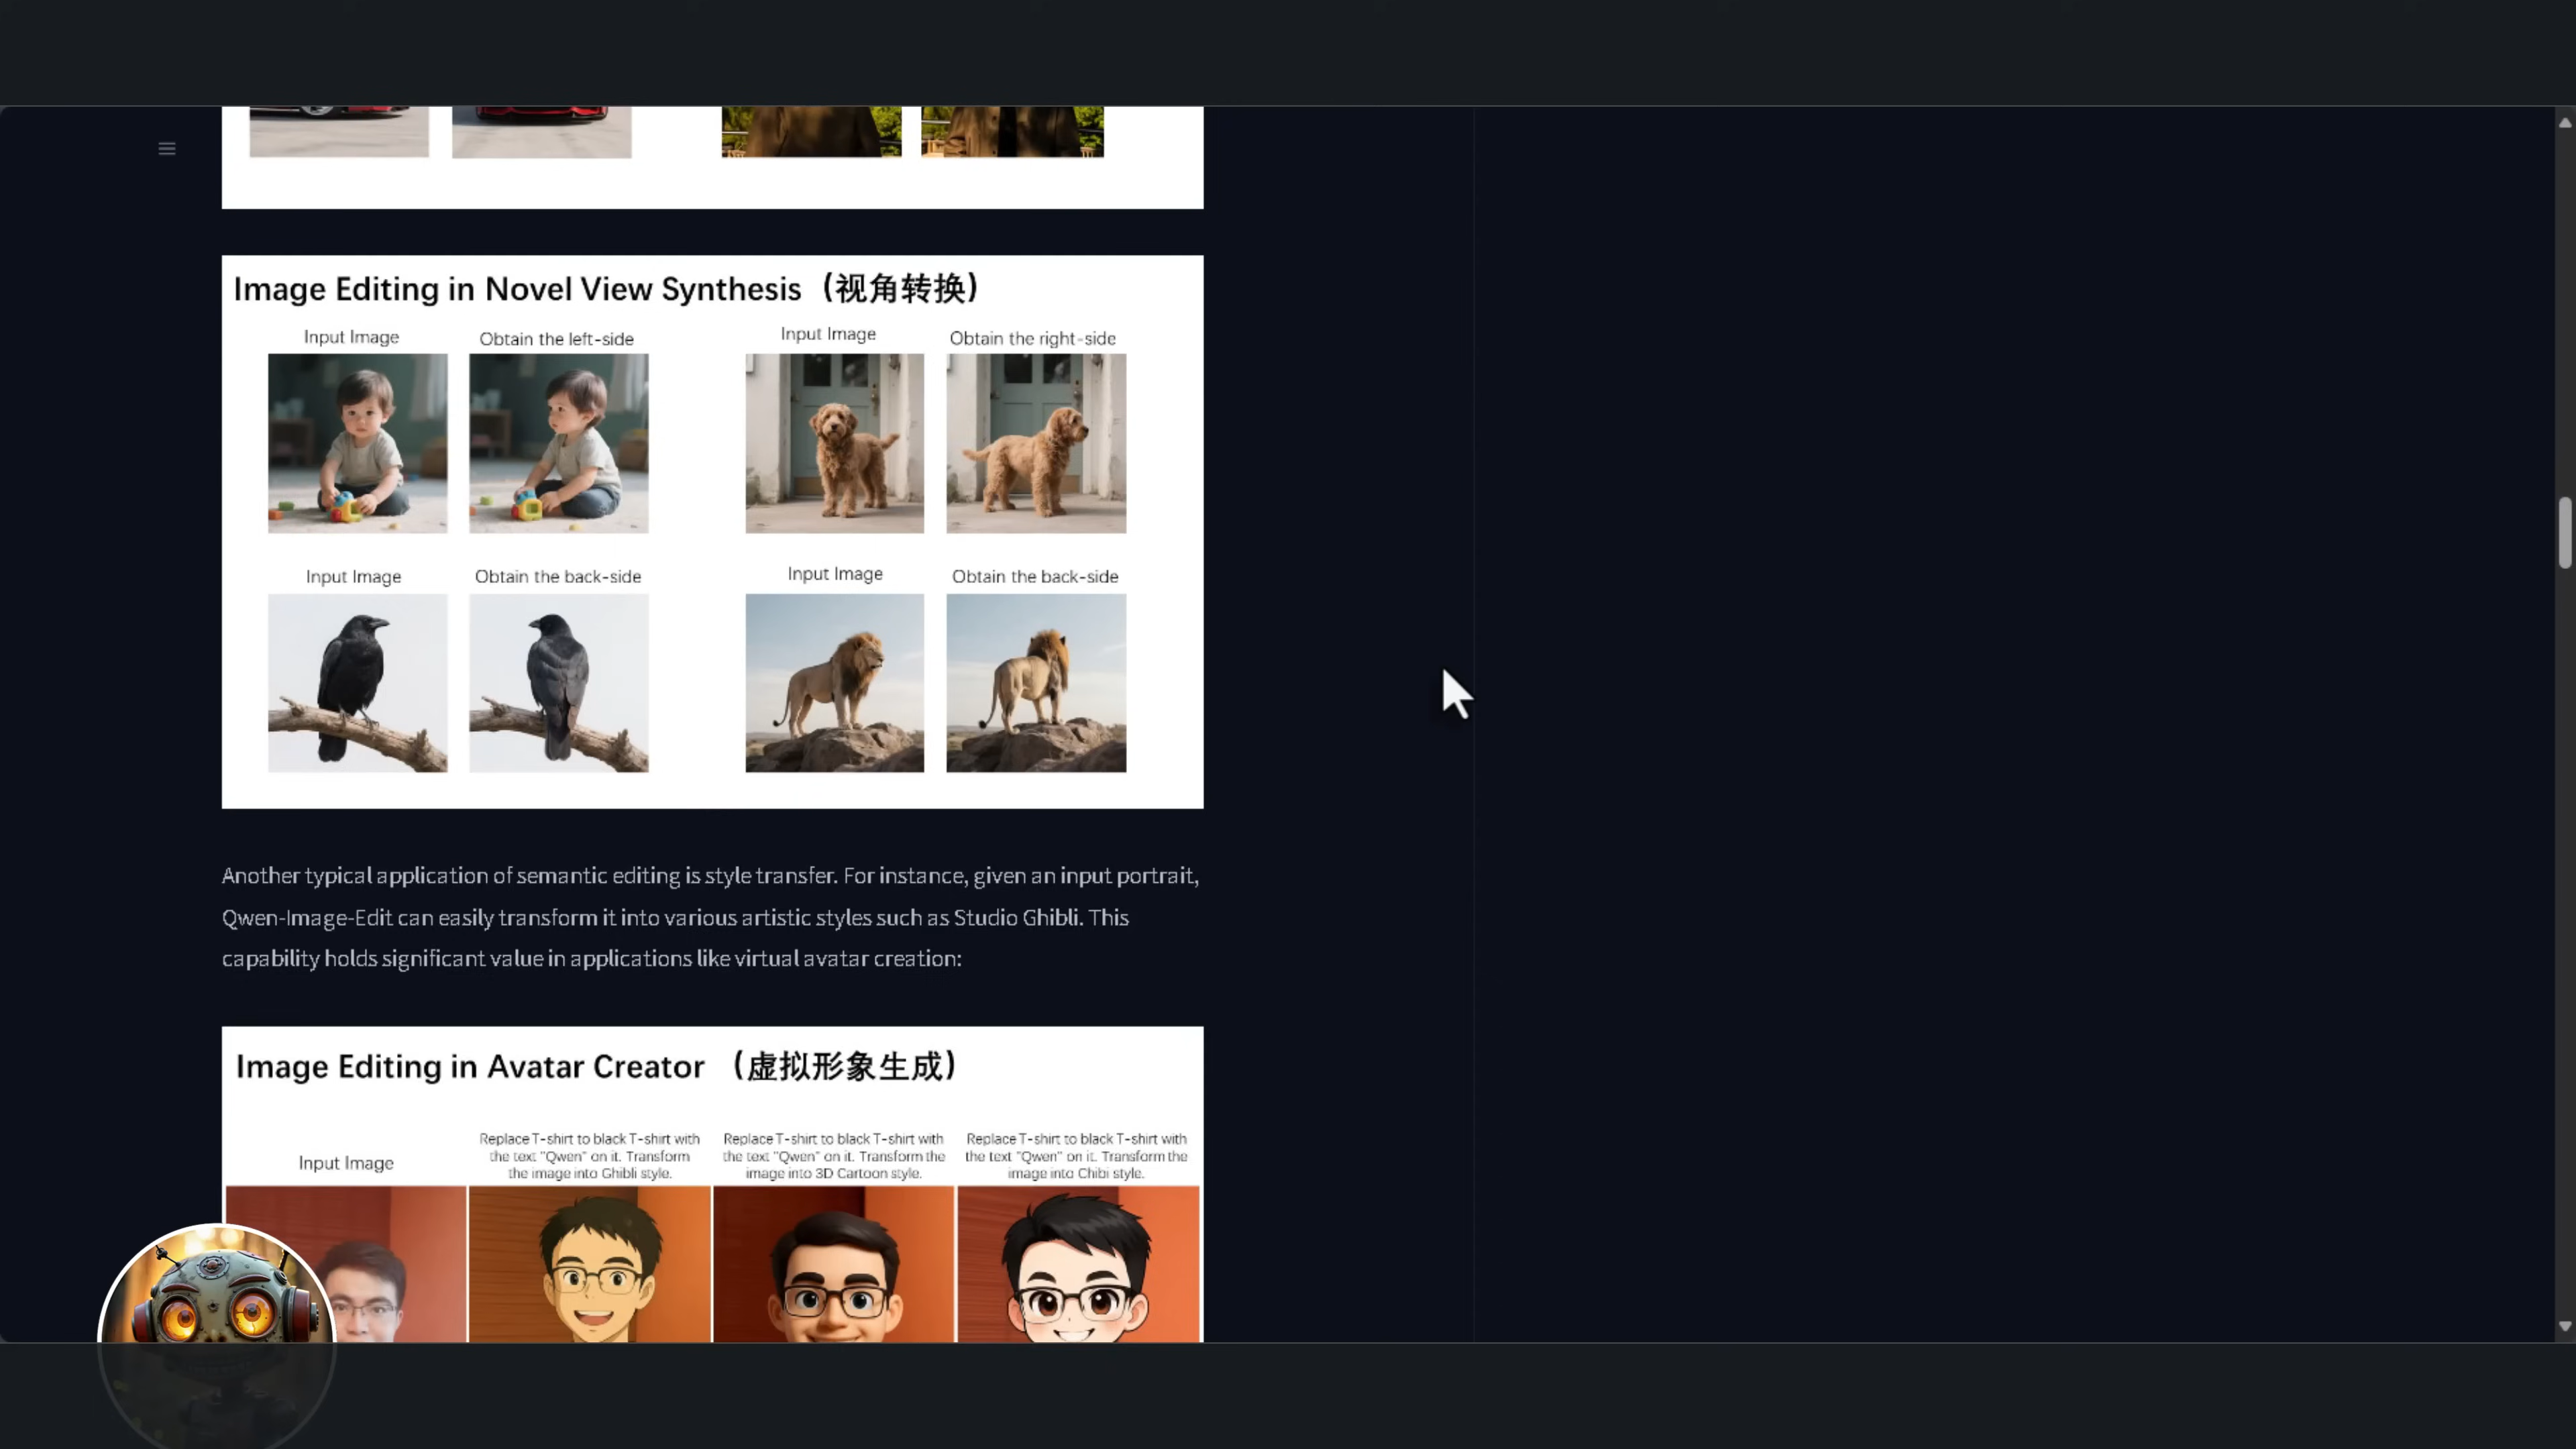 Image Editing in Novel View Synthesis（视角转换）
Input Image
Obtain the left-side
Input Image
Obtain the right-side
Input Image
Obtain the back-side
Input Image
Obtain the back-side
Another typical application of semantic editing is style transfer. For instance, given an input portrait,
Qwen-Image-Edit can easily transform it into various artistic styles such as Studio Ghibli. This
capability holds significant value in applications like virtual avatar creation:
Image Editing in Avatar Creator （虚拟形象生成）
Input Image
Replace T-shirt to black T-shirt with
the text "Qwen" on it. Transform
the image into Ghibli style.
Replace T-shirt to black T-shirt with
the text "Qwen" on it. Transform the
image into 3D Cartoon style.
Replace T-shirt to black T-shirt with
the text "Qwen" on it. Transform the
image into Chibi style.